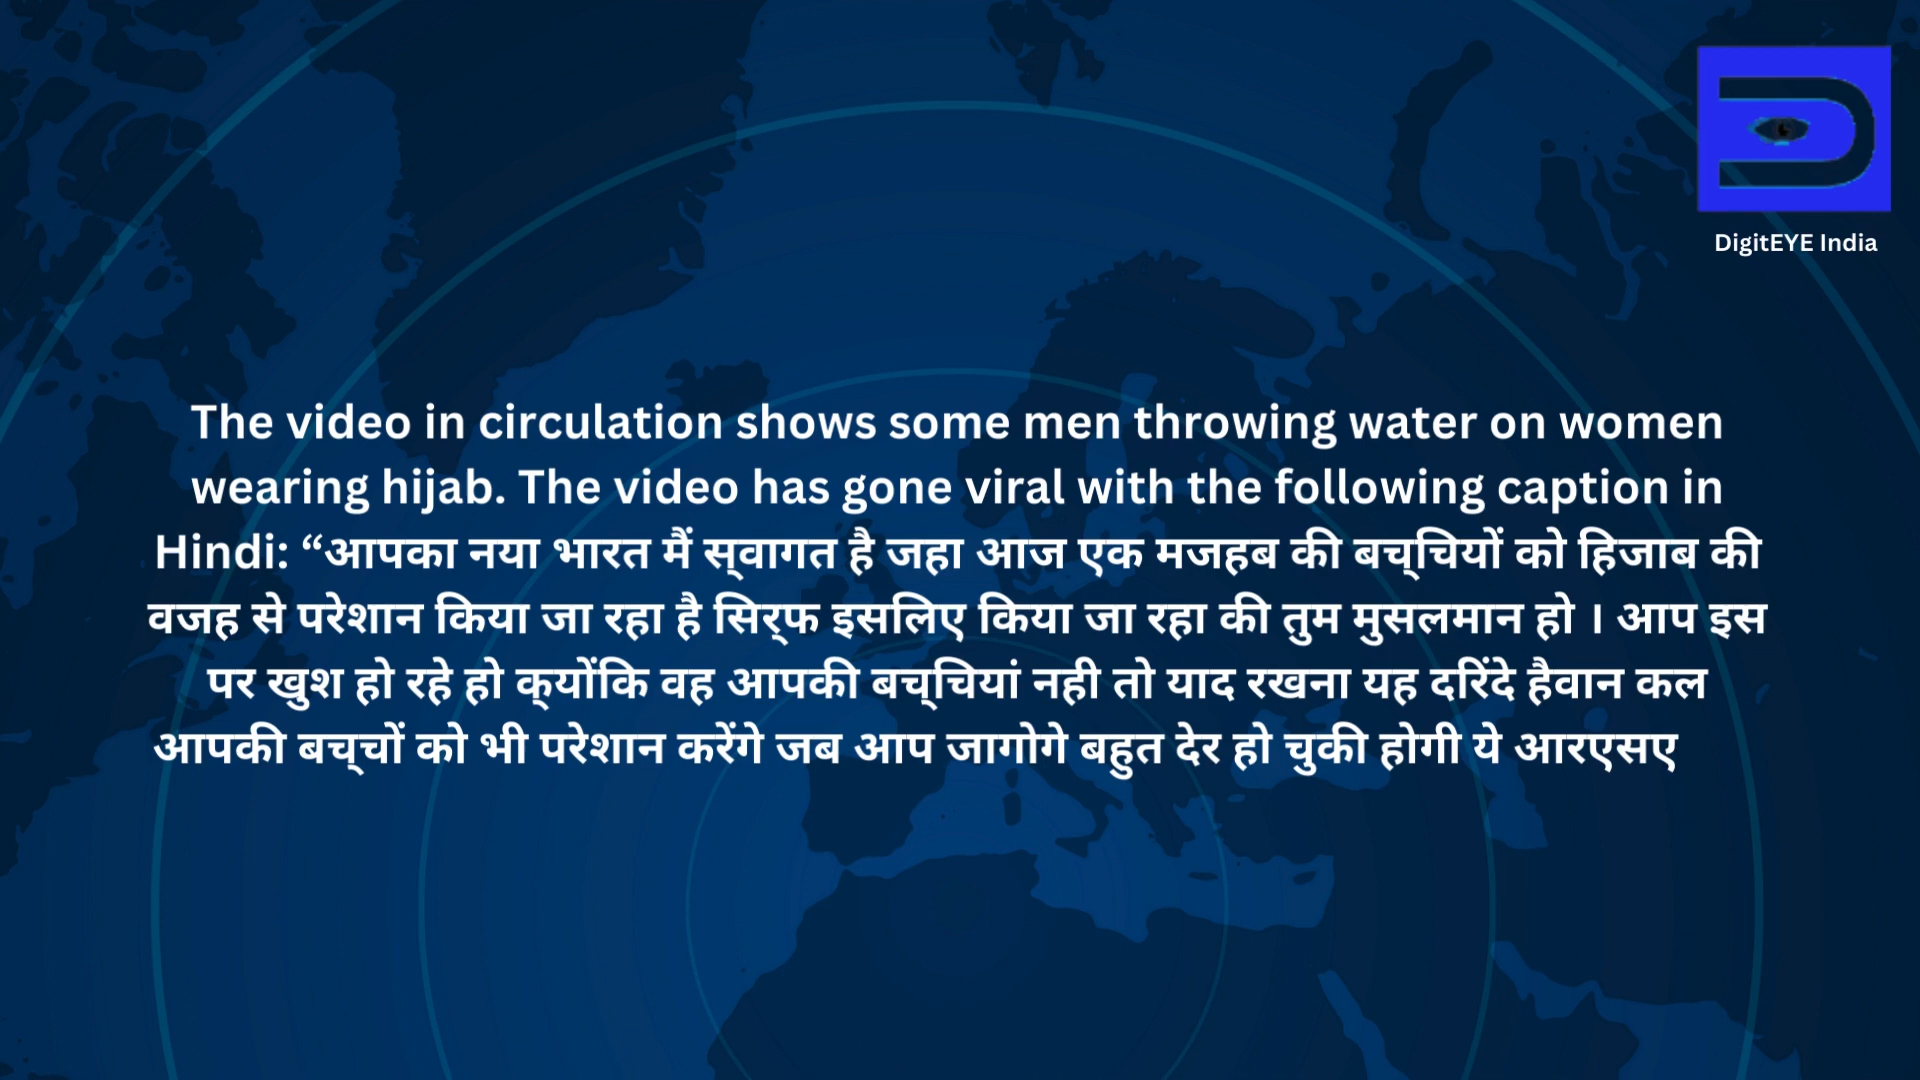 DigitEYE India
The video in circulation shows some men throwing water on women
wearing hijab. The video has gone viral with the following caption in
Hindi: “आपका नया भारत मैं स्वागत है जहा आज एक मजहब की बच्चियों को हिजाब की
वजह से परेशान किया जा रहा है सिर्फ इसलिए किया जा रहा की तुम मुसलमान हो । आप इस
पर खुश हो रहे हो क्योंकि वह आपकी बच्चियां नही तो याद रखना यह दरिंदे हैवान कल
आपकी बच्चों को भी परेशान करेंगे जब आप जागोगे बहुत देर हो चुकी होगी ये आरएसए